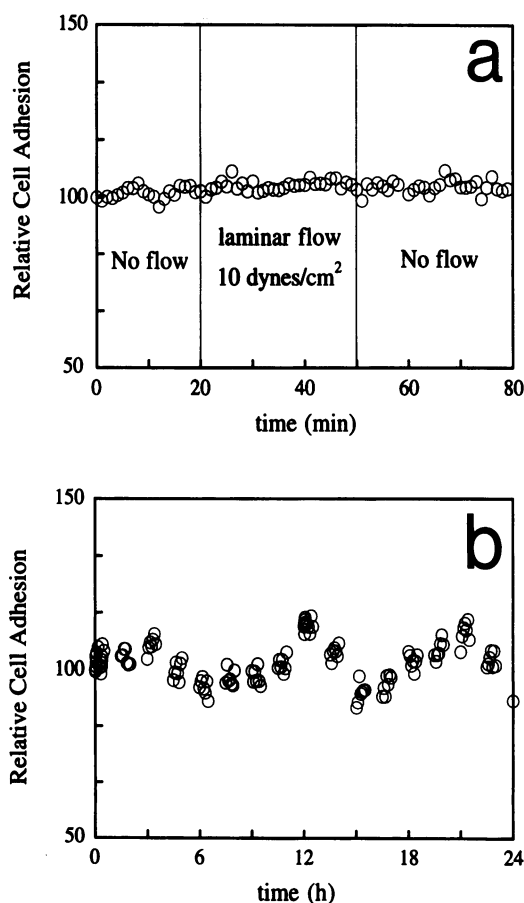 150
a
Relative Cell Adhesion
100
No flow
laminar flow
10 dynes/cm²
No flow
50
0 20 40 60 80
time (min)
150
b
Relative Cell Adhesion
100
50
0 6 12 18 24
time (h)